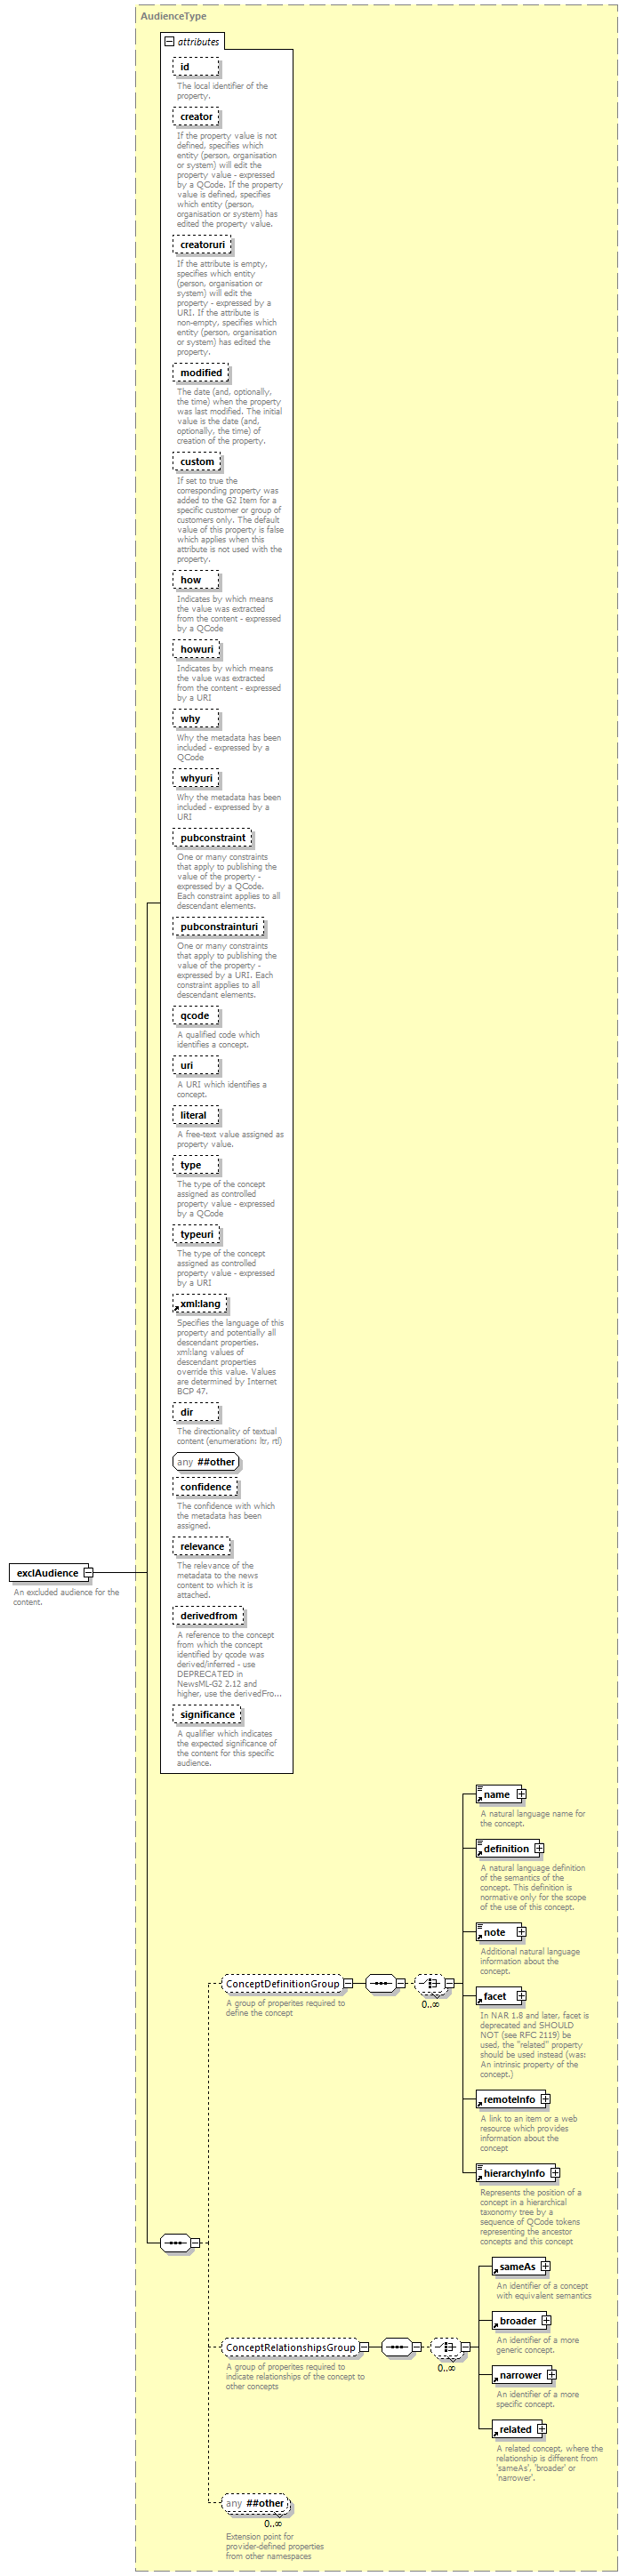 AudienceType
attributes
id
The local identifier of the
property.
creator
If the property value is not
defined, specifies which
entity (person, organisation
or system) will edit the
property value - expressed
by a QCode. If the property
value is defined, specifies
which entity (person,
organisation or system) has
edited the property value.
creatoruri
If the attribute is empty,
specifies which entity
(person, organisation or
system) will edit the
property - expressed by a
URI. If the attribute is
non-empty, specifies which
entity (person, organisation
or system) has edited the
property.
modified
The date (and, optionally,
the time) when the property
was last modified. The initial
value is the date (and,
optionally, the time) of
creation of the property.
custom
If set to true the
corresponding property was
added to the G2 Item for a
specific customer or group of
customers only. The default
value of this property is false
which applies when this
attribute is not used with the
property.
how
Indicates by which means
the value was extracted
from the content - expressed
by a QCode
howuri
Indicates by which means
the value was extracted
from the content - expressed
by a URI
why
Why the metadata has been
included - expressed by a
QCode
whyuri
Why the metadata has been
included - expressed by a
URI
pubconstraint
One or many constraints
that apply to publishing the
value of the property -
expressed by a QCode.
Each constraint applies to all
descendant elements.
pubconstrainturi
One or many constraints
that apply to publishing the
value of the property -
expressed by a URI. Each
constraint applies to all
descendant elements.
qcode
A qualified code which
identifies a concept.
uri
A URI which identifies a
concept.
literal
A free-text value assigned as
property value.
type
The type of the concept
assigned as controlled
property value - expressed
by a QCode
typeuri
The type of the concept
assigned as controlled
property value - expressed
by a URI
xml:lang
Specifies the language of this
property and potentially all
descendant properties.
xml:lang values of
descendant properties
override this value. Values
are determined by Internet
BCP 47.
dir
The directionality of textual
content (enumeration: ltr, rtl)
any ##other
confidence
The confidence with which
the metadata has been
assigned.
relevance
The relevance of the
metadata to the news
content to which it is
attached.
derivedfrom
A reference to the concept
from which the concept
identified by qcode was
derived/inferred - use
DEPRECATED in
NewsML-G2 2.12 and
higher, use the derivedFro...
significance
A qualifier which indicates
the expected significance of
the content for this specific
audience.
exclAudience
An excluded audience for the
content.
ConceptDefinitionGroup
A group of properites required to
define the concept
0..∞
name
A natural language name for
the concept.
definition
A natural language definition
of the semantics of the
concept. This definition is
normative only for the scope
of the use of this concept.
note
Additional natural language
information about the
concept.
facet
In NAR 1.8 and later, facet is
deprecated and SHOULD
NOT (see RFC 2119) be
used, the "related" property
should be used instead (was:
An intrinsic property of the
concept.)
remoteInfo
A link to an item or a web
resource which provides
information about the
concept
hierarchyInfo
Represents the position of a
concept in a hierarchical
taxonomy tree by a
sequence of QCode tokens
representing the ancestor
concepts and this concept
ConceptRelationshipsGroup
A group of properites required to
indicate relationships of the concept to
other concepts
0..∞
sameAs
An identifier of a concept
with equivalent semantics
broader
An identifier of a more
generic concept.
narrower
An identifier of a more
specific concept.
related
A related concept, where the
relationship is different from
'sameAs', 'broader' or
'narrower'.
any ##other
0..∞
Extension point for
provider-defined properties
from other namespaces